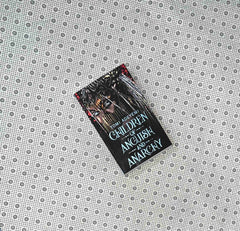 CHILDREN
OF
ANGUISH
AND
ANARCHY